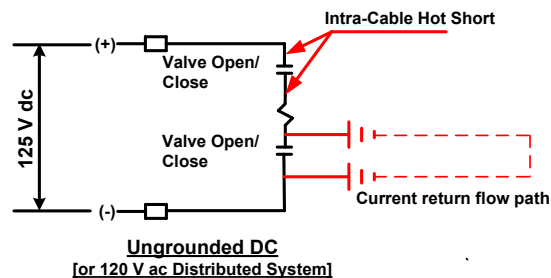 Intra-Cable Hot Short
(+)
Valve Open/
Close
125 V dc
Valve Open/
Close
Current return flow path
(-)
Ungrounded DC
[or 120 V ac Distributed System]